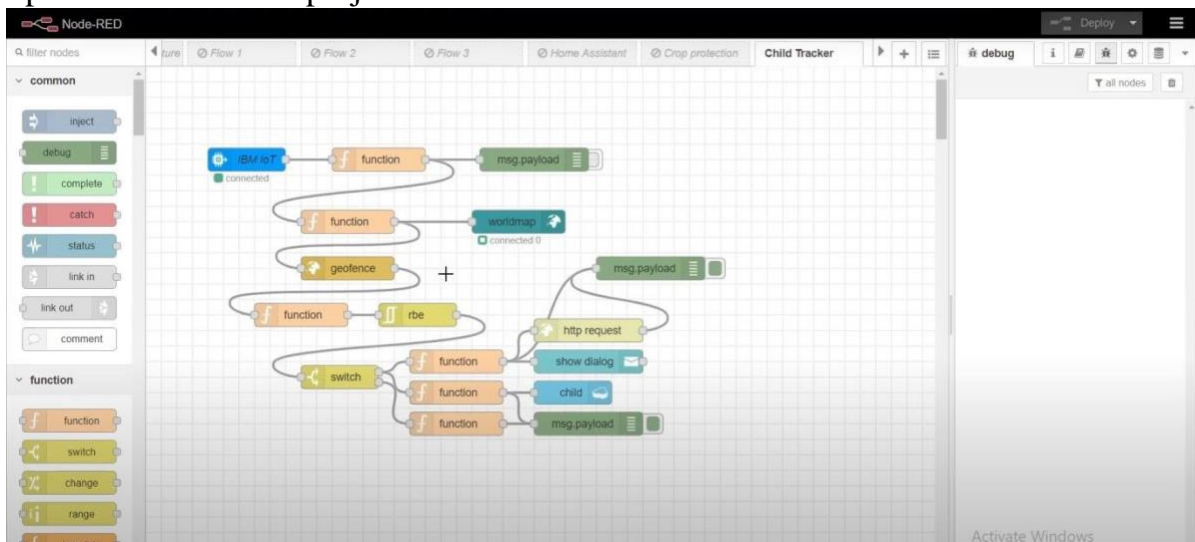 Node-RED
Deploy
filter nodes
ture
Flow 1
Flow 2
Flow 3
Home Assistant
Crop protection
Child Tracker
debug
i
all nodes
common
inject
debug
complete
catch
status
link in
link out
comment
function
function
switch
change
range
IBM IoT
connected
function
msg.payload
function
worldmap
connected 0
geofence
msg.payload
function
rbe
http request
function
show dialog
switch
function
child
function
msg.payload
Activate Windows